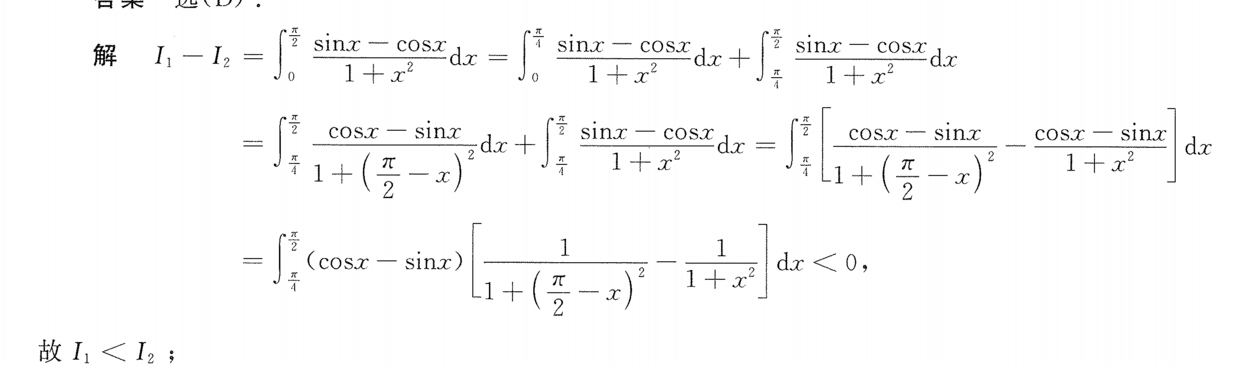 答案 选(D).
解 I₁ − I₂ = ∫₀^{π/2} (sinx − cosx)/(1 + x²) dx = ∫₀^{π/4} (sinx − cosx)/(1 + x²) dx + ∫_{π/4}^{π/2} (sinx − cosx)/(1 + x²) dx
= ∫_{π/4}^{π/2} (cosx − sinx)/(1 + (π/2 − x)²) dx + ∫_{π/4}^{π/2} (sinx − cosx)/(1 + x²) dx = ∫_{π/4}^{π/2} [(cosx − sinx)/(1 + (π/2 − x)²) − (cosx − sinx)/(1 + x²)] dx
= ∫_{π/4}^{π/2} (cosx − sinx) [1/(1 + (π/2 − x)²) − 1/(1 + x²)] dx < 0,
故 I₁ < I₂ ;